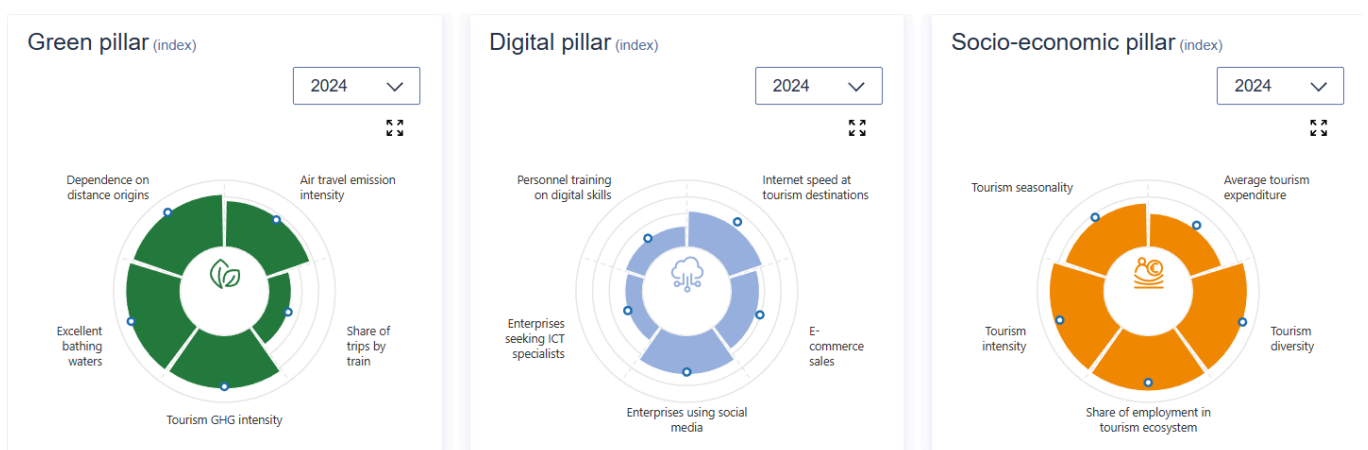 Green pillar (index)
2024
Dependence on
distance origins
Air travel emission
intensity
Excellent
bathing
waters
Share of
trips by
train
Tourism GHG intensity
Digital pillar (index)
2024
Personnel training
on digital skills
Internet speed at
tourism destinations
Enterprises
seeking ICT
specialists
E-
commerce
sales
Enterprises using social
media
Socio-economic pillar (index)
2024
Tourism seasonality
Average tourism
expenditure
Tourism
intensity
Tourism
diversity
Share of employment in
tourism ecosystem